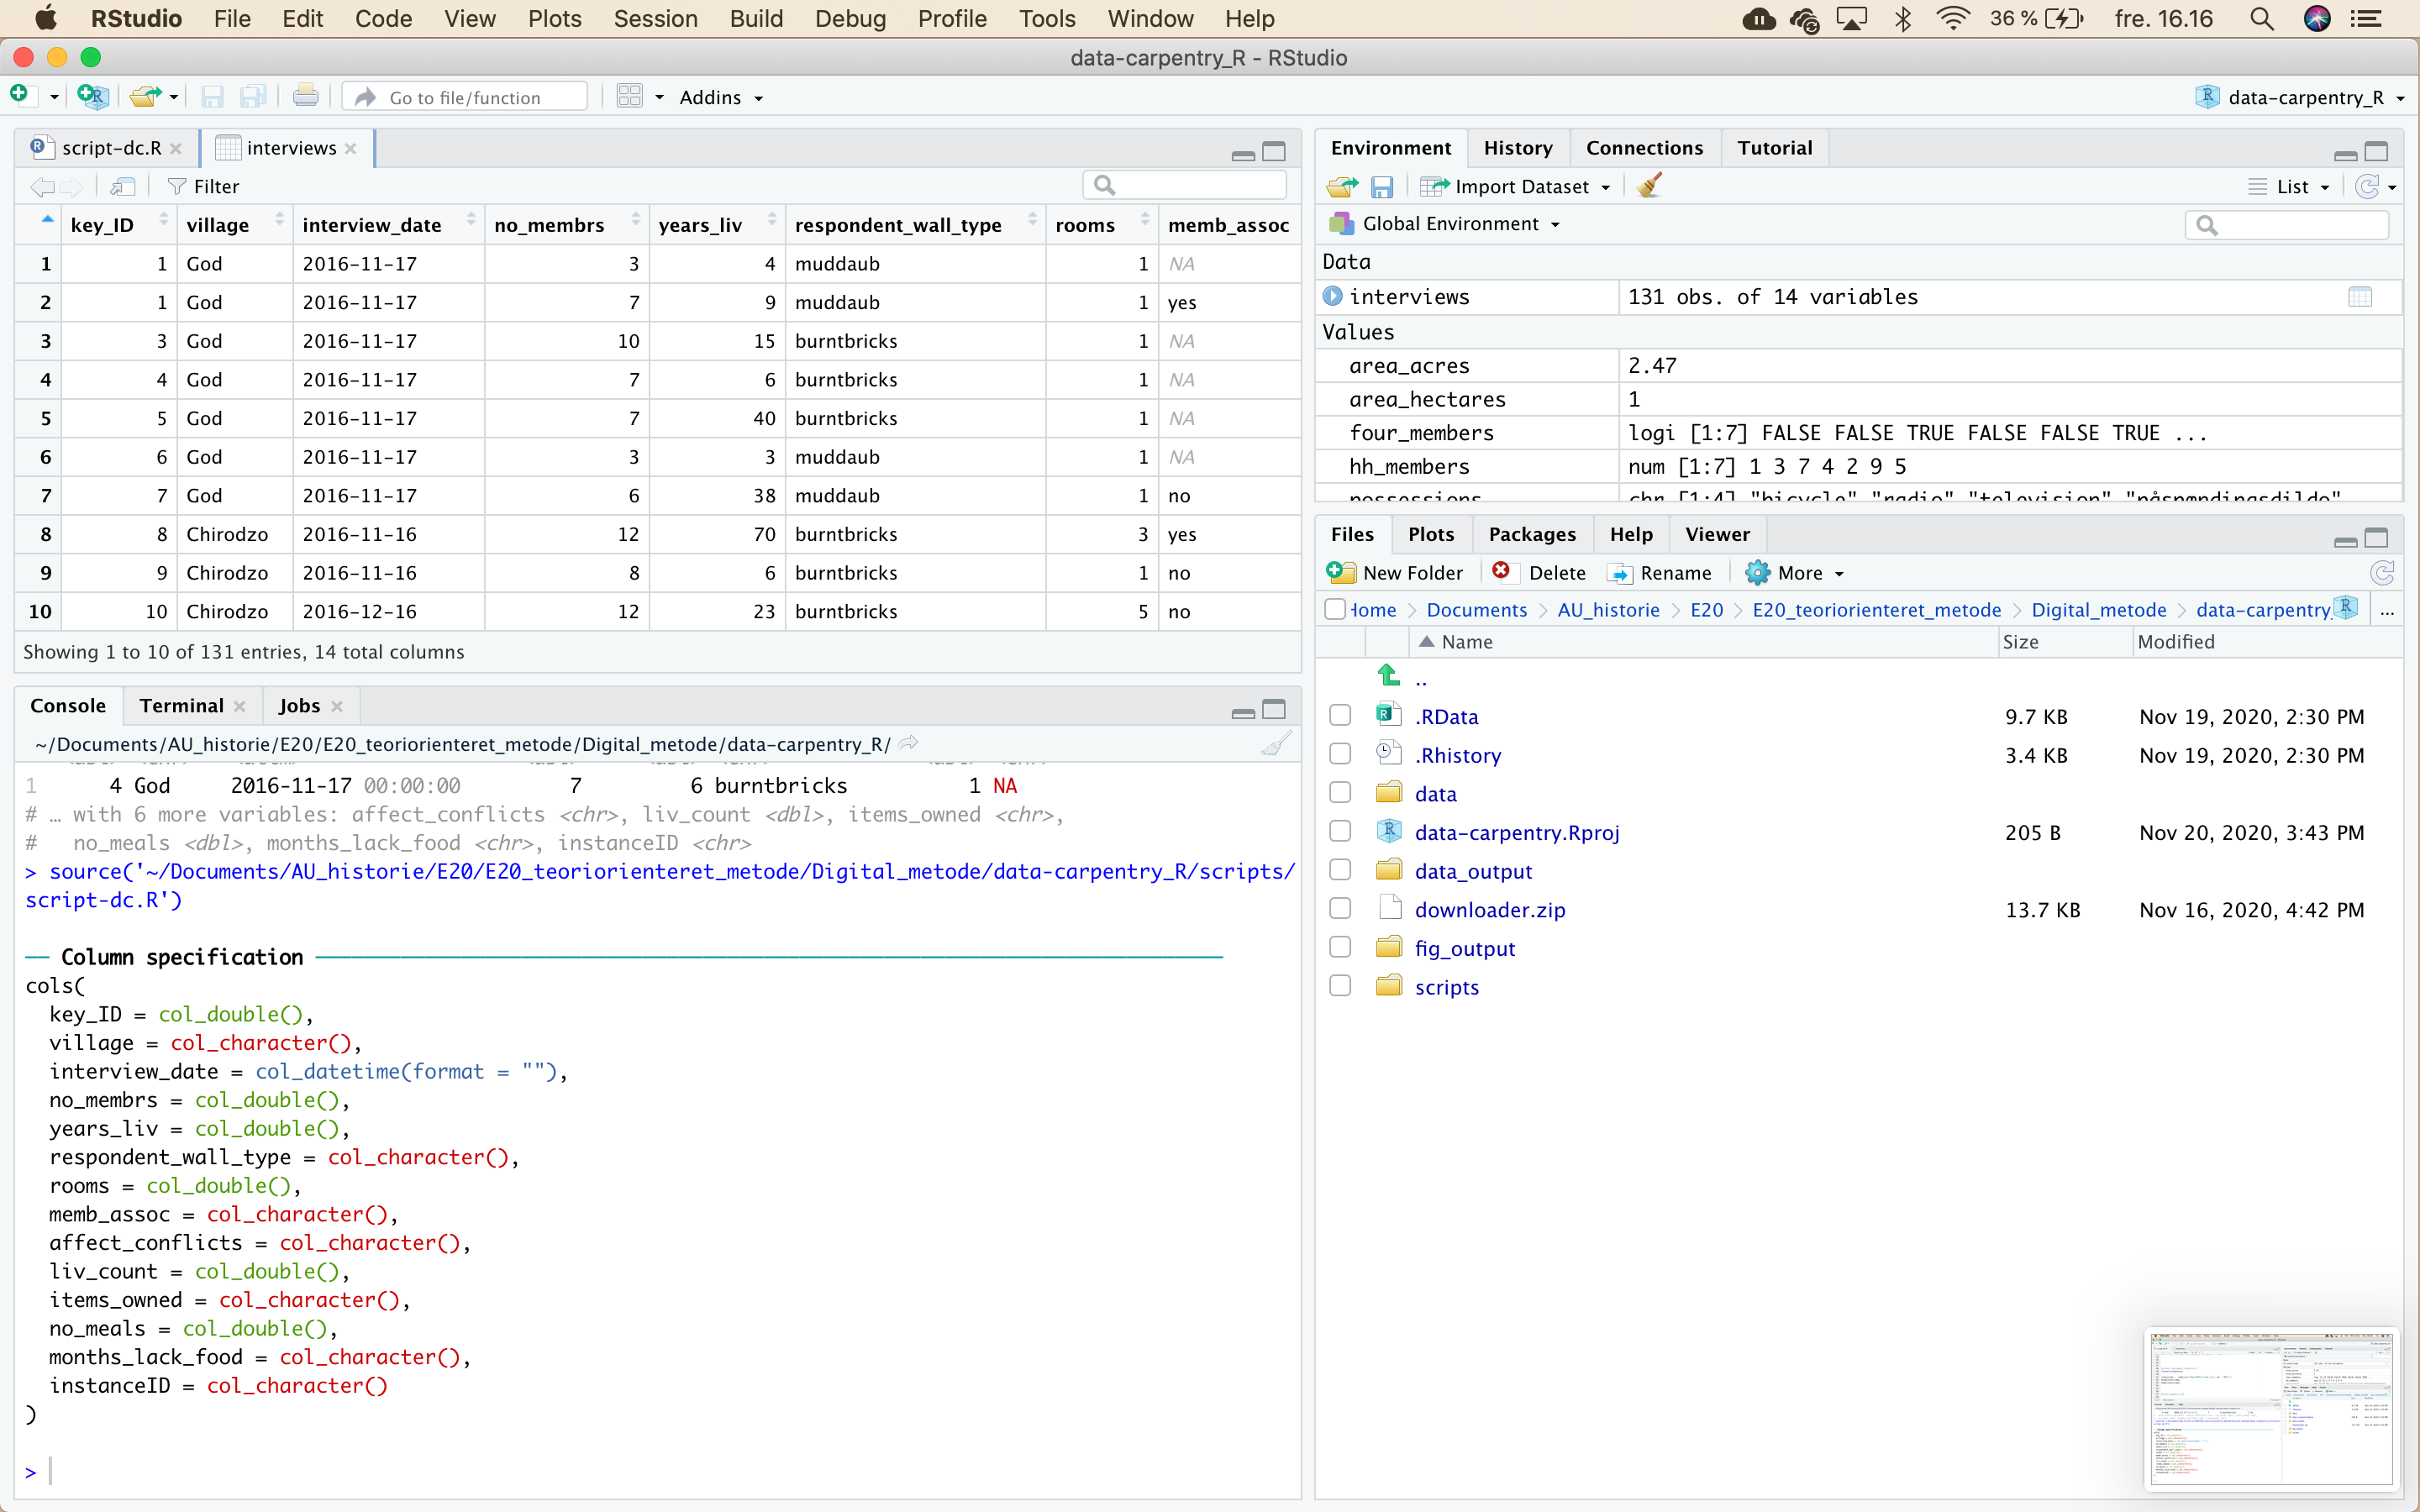 RStudio File Edit Code View Plots Session Build Debug Profile Tools Window Help 36 % fre. 16.16
data-carpentry_R - RStudio
Go to file/function Addins data-carpentry_R
script-dc.R interviews
Filter
key_ID village interview_date no_membrs years_liv respondent_wall_type rooms memb_assoc
1 1 God 2016-11-17 3 4 muddaub 1 NA
2 1 God 2016-11-17 7 9 muddaub 1 yes
3 3 God 2016-11-17 10 15 burntbricks 1 NA
4 4 God 2016-11-17 7 6 burntbricks 1 NA
5 5 God 2016-11-17 7 40 burntbricks 1 NA
6 6 God 2016-11-17 3 3 muddaub 1 NA
7 7 God 2016-11-17 6 38 muddaub 1 no
8 8 Chirodzo 2016-11-16 12 70 burntbricks 3 yes
9 9 Chirodzo 2016-11-16 8 6 burntbricks 1 no
10 10 Chirodzo 2016-12-16 12 23 burntbricks 5 no
Showing 1 to 10 of 131 entries, 14 total columns
Console Terminal Jobs
~/Documents/AU_historie/E20/E20_teoriorienteret_metode/Digital_metode/data-carpentry_R/
1 4 God 2016-11-17 00:00:00 7 6 burntbricks 1 NA
# … with 6 more variables: affect_conflicts <chr>, liv_count <dbl>, items_owned <chr>,
# no_meals <dbl>, months_lack_food <chr>, instanceID <chr>
> source('~/Documents/AU_historie/E20/E20_teoriorienteret_metode/Digital_metode/data-carpentry_R/scripts/
script-dc.R')
── Column specification ──
cols(
key_ID = col_double(),
village = col_character(),
interview_date = col_datetime(format = ""),
no_membrs = col_double(),
years_liv = col_double(),
respondent_wall_type = col_character(),
rooms = col_double(),
memb_assoc = col_character(),
affect_conflicts = col_character(),
liv_count = col_double(),
items_owned = col_character(),
no_meals = col_double(),
months_lack_food = col_character(),
instanceID = col_character()
)
>
Environment History Connections Tutorial
Import Dataset List
Global Environment
Data
interviews 131 obs. of 14 variables
Values
area_acres 2.47
area_hectares 1
four_members logi [1:7] FALSE FALSE TRUE FALSE FALSE TRUE ...
hh_members num [1:7] 1 3 7 4 2 9 5
possessions chr [1:4] "bicycle" "radio" "television"
Files Plots Packages Help Viewer
New Folder Delete Rename More
Home Documents AU_historie E20 E20_teoriorienteret_metode Digital_metode data-carpentry_ ...
Name Size Modified
..
.RData 9.7 KB Nov 19, 2020, 2:30 PM
.Rhistory 3.4 KB Nov 19, 2020, 2:30 PM
data
data-carpentry.Rproj 205 B Nov 20, 2020, 3:43 PM
data_output
downloader.zip 13.7 KB Nov 16, 2020, 4:42 PM
fig_output
scripts